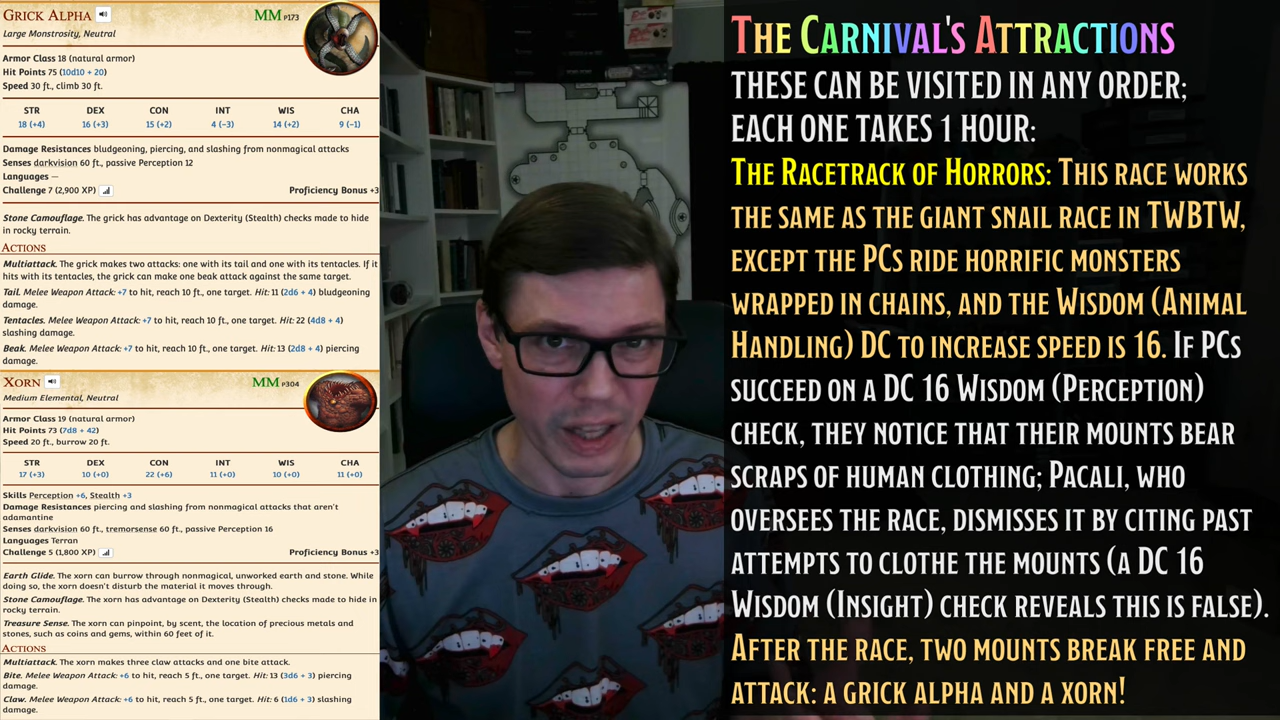 Grick Alpha
MM p173
Large Monstrosity, Neutral
Armor Class 18 (natural armor)
Hit Points 75 (10d10 + 20)
Speed 30 ft., climb 30 ft.
STR DEX CON INT WIS CHA
18 (+4) 16 (+3) 15 (+2) 4 (−3) 14 (+2) 9 (−1)
Damage Resistances bludgeoning, piercing, and slashing from nonmagical attacks
Senses darkvision 60 ft., passive Perception 12
Languages —
Challenge 7 (2,900 XP) Proficiency Bonus +3
Stone Camouflage. The grick has advantage on Dexterity (Stealth) checks made to hide
in rocky terrain.
Actions
Multiattack. The grick makes two attacks: one with its tail and one with its tentacles. If it
hits with its tentacles, the grick can make one beak attack against the same target.
Tail. Melee Weapon Attack: +7 to hit, reach 10 ft., one target. Hit: 11 (2d6 + 4) bludgeoning
damage.
Tentacles. Melee Weapon Attack: +7 to hit, reach 10 ft., one target. Hit: 22 (4d8 + 4)
slashing damage.
Beak. Melee Weapon Attack: +7 to hit, reach 10 ft., one target. Hit: 13 (2d8 + 4) piercing
damage.
Xorn
MM p304
Medium Elemental, Neutral
Armor Class 19 (natural armor)
Hit Points 73 (7d8 + 42)
Speed 20 ft., burrow 20 ft.
STR DEX CON INT WIS CHA
17 (+3) 10 (+0) 22 (+6) 11 (+0) 10 (+0) 11 (+0)
Skills Perception +6, Stealth +3
Damage Resistances piercing and slashing from nonmagical attacks that aren't
adamantine
Senses darkvision 60 ft., tremorsense 60 ft., passive Perception 16
Languages Terran
Challenge 5 (1,800 XP) Proficiency Bonus +3
Earth Glide. The xorn can burrow through nonmagical, unworked earth and stone. While
doing so, the xorn doesn't disturb the material it moves through.
Stone Camouflage. The xorn has advantage on Dexterity (Stealth) checks made to hide in
rocky terrain.
Treasure Sense. The xorn can pinpoint, by scent, the location of precious metals and
stones, such as coins and gems, within 60 feet of it.
Actions
Multiattack. The xorn makes three claw attacks and one bite attack.
Bite. Melee Weapon Attack: +6 to hit, reach 5 ft., one target. Hit: 13 (3d6 + 3) piercing
damage.
Claw. Melee Weapon Attack: +6 to hit, reach 5 ft., one target. Hit: 6 (1d6 + 3) slashing
damage.
The Carnival's Attractions
These can be visited in any order;
each one takes 1 hour:
The Racetrack of Horrors: This race works
the same as the giant snail race in TWBTW,
except the PCs ride horrific monsters
wrapped in chains, and the Wisdom (Animal
Handling) DC to increase speed is 16. If PCs
succeed on a DC 16 Wisdom (Perception)
check, they notice that their mounts bear
scraps of human clothing; Pacali, who
oversees the race, dismisses it by citing past
attempts to clothe the mounts (a DC 16
Wisdom (Insight) check reveals this is false).
After the race, two mounts break free and
attack: a grick alpha and a xorn!